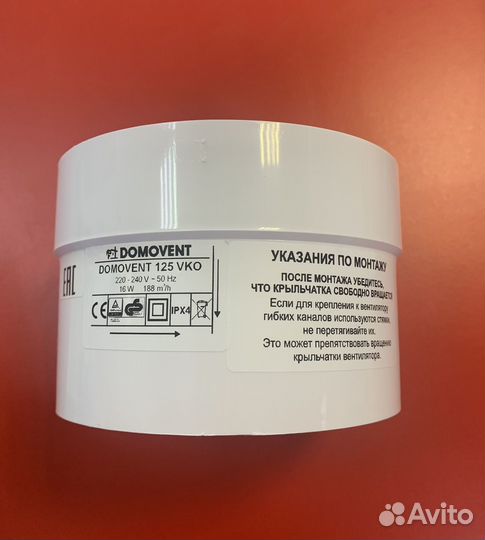 DOMOVENT
DOMOVENT 125 VKO
220 - 240 V ~ 50 Hz
16 W 188 m³/h
EAC
CE
IPX4
УКАЗАНИЯ ПО МОНТАЖУ
ПОСЛЕ МОНТАЖА УБЕДИТЕСЬ,
ЧТО КРЫЛЬЧАТКА СВОБОДНО ВРАЩАЕТСЯ
Если для крепления к вентилятору
гибких каналов используются стяжки,
не перетягивайте их.
Это может препятствовать вращению
крыльчатки вентилятора.
Avito